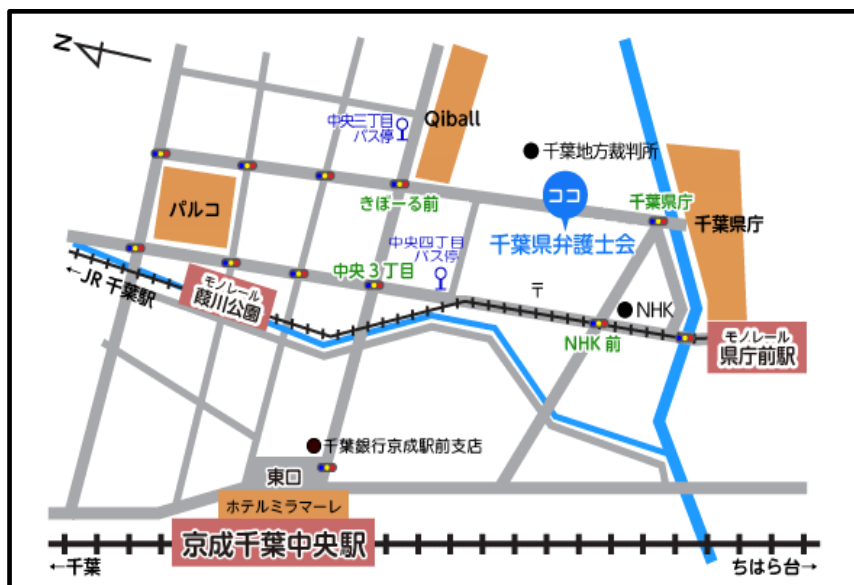 N
中央三丁目
バス停
Qiball
千葉地方裁判所
ココ
千葉県庁
パルコ
きぼーる前
千葉県庁
千葉県弁護士会
中央四丁目
バス停
中央3丁目
←JR千葉駅
モノレール
葭川公園
〒
NHK
NHK前
モノレール
県庁前駅
千葉銀行京成駅前支店
東口
ホテルミラマーレ
京成千葉中央駅
←千葉
ちはら台→